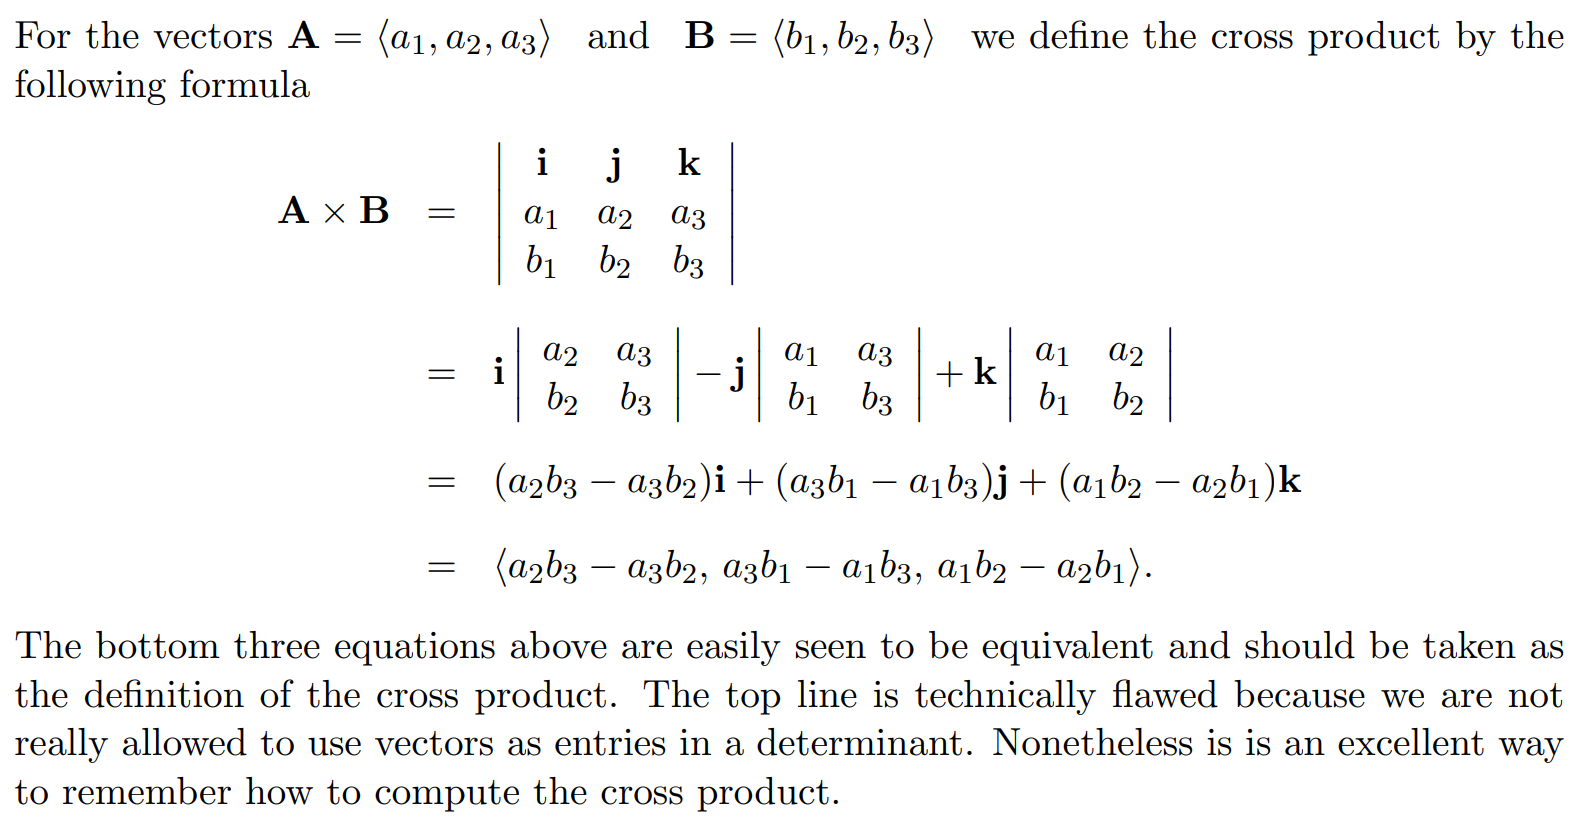 For the vectors A = ⟨a₁, a₂, a₃⟩ and B = ⟨b₁, b₂, b₃⟩ we define the cross product by the
following formula
A × B = | i j k |
| a₁ a₂ a₃ |
| b₁ b₂ b₃ |
= i | a₂ a₃ | − j | a₁ a₃ | + k | a₁ a₂ |
| b₂ b₃ | | b₁ b₃ | | b₁ b₂ |
= (a₂b₃ − a₃b₂)i + (a₃b₁ − a₁b₃)j + (a₁b₂ − a₂b₁)k
= ⟨a₂b₃ − a₃b₂, a₃b₁ − a₁b₃, a₁b₂ − a₂b₁⟩.
The bottom three equations above are easily seen to be equivalent and should be taken as
the definition of the cross product. The top line is technically flawed because we are not
really allowed to use vectors as entries in a determinant. Nonetheless is is an excellent way
to remember how to compute the cross product.